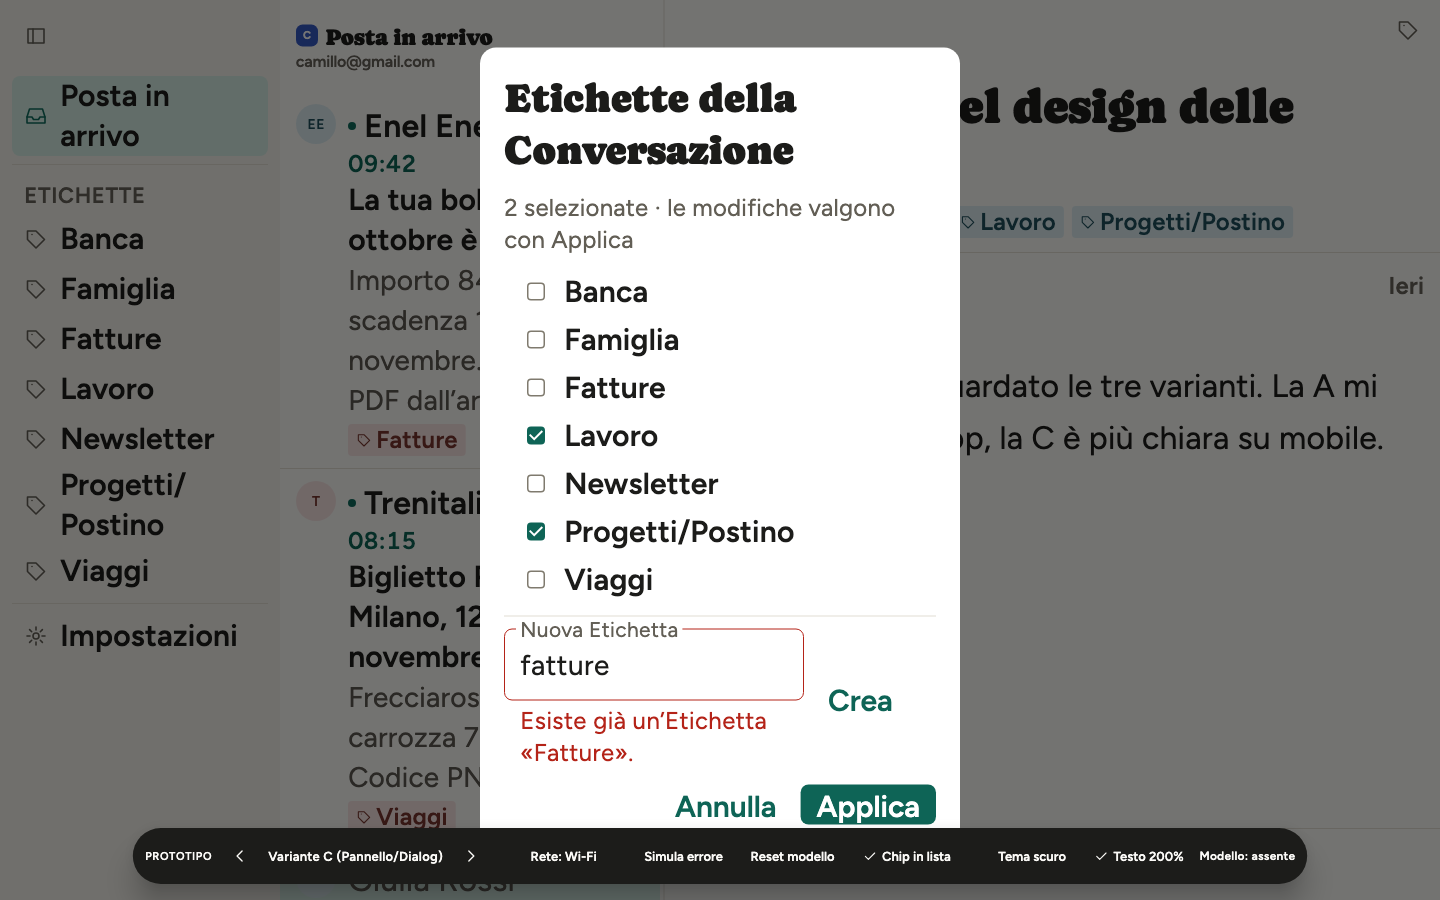 Posta in
arrivo
ETICHETTE
Banca
Famiglia
Fatture
Lavoro
Newsletter
Progetti/
Postino
Viaggi
Impostazioni
C Posta in arrivo
camillo@gmail.com
EE
Enel Ene
09:42
La tua bol
ottobre è
Importo 84
scadenza
novembre.
PDF dall'ar
Fatture
T
Trenitali
08:15
Biglietto
Milano, 12
novembre
Frecciaros
carrozza 7
Codice PN
Viaggi
Giulia Rossi
el design delle
Lavoro
Progetti/Postino
Ieri
uardato le tre varianti. La A mi
op, la C è più chiara su mobile.
Etichette della
Conversazione
2 selezionate · le modifiche valgono
con Applica
Banca
Famiglia
Fatture
Lavoro
Newsletter
Progetti/Postino
Viaggi
Nuova Etichetta
fatture
Crea
Esiste già un’Etichetta
«Fatture».
Annulla
Applica
PROTOTIPO
Variante C (Pannello/Dialog)
Rete: Wi-Fi
Simula errore
Reset modello
Chip in lista
Tema scuro
Testo 200%
Modello: assente